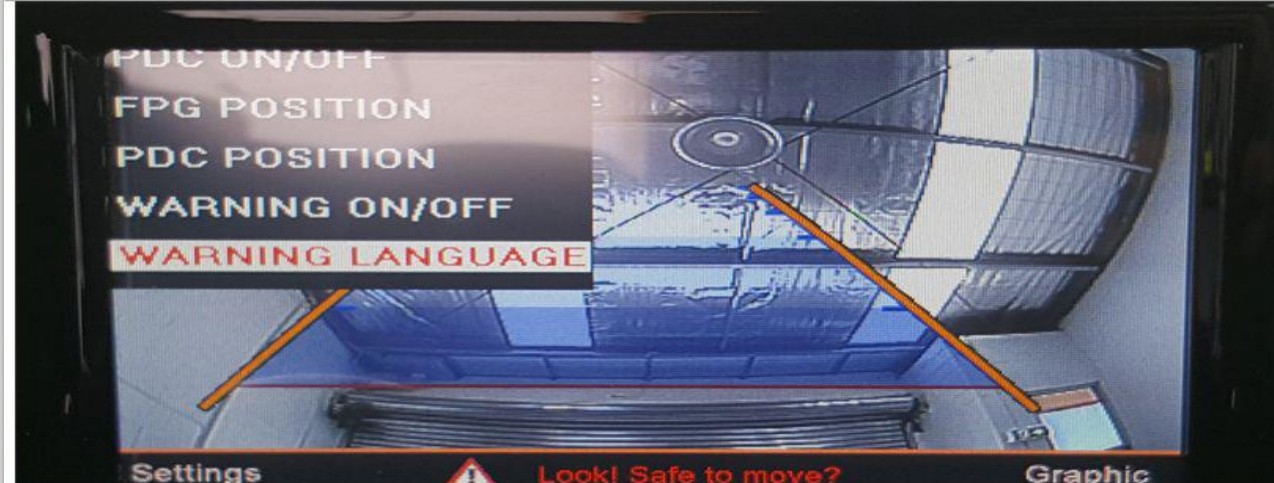 PDC ON/OFF
FPG POSITION
PDC POSITION
WARNING ON/OFF
WARNING LANGUAGE
Settings
Look! Safe to move?
Graphic